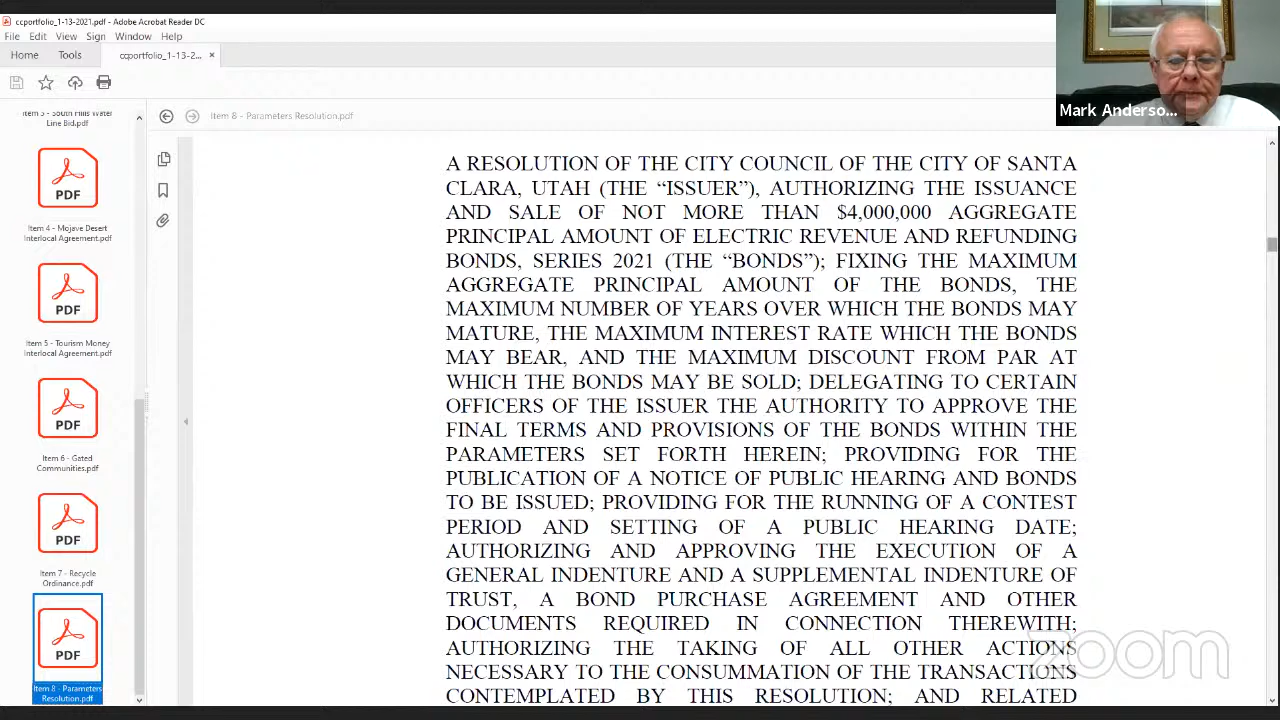 ccportfolio_1-13-2021.pdf - Adobe Acrobat Reader DC
File Edit View Sign Window Help
Home Tools ccportfolio_1-13-2... ×
Item 8 - Parameters Resolution.pdf
Mark Anderso...
Item 3 - South Hills Water
Line Bid.pdf
PDF
Item 4 - Mojave Desert
Interlocal Agreement.pdf
PDF
Item 5 - Tourism Money
Interlocal Agreement.pdf
PDF
Item 6 - Gated
Communities.pdf
PDF
Item 7 - Recycle
Ordinance.pdf
PDF
Item 8 - Parameters
Resolution.pdf
A RESOLUTION OF THE CITY COUNCIL OF THE CITY OF SANTA
CLARA, UTAH (THE “ISSUER”), AUTHORIZING THE ISSUANCE
AND SALE OF NOT MORE THAN $4,000,000 AGGREGATE
PRINCIPAL AMOUNT OF ELECTRIC REVENUE AND REFUNDING
BONDS, SERIES 2021 (THE “BONDS”); FIXING THE MAXIMUM
AGGREGATE PRINCIPAL AMOUNT OF THE BONDS, THE
MAXIMUM NUMBER OF YEARS OVER WHICH THE BONDS MAY
MATURE, THE MAXIMUM INTEREST RATE WHICH THE BONDS
MAY BEAR, AND THE MAXIMUM DISCOUNT FROM PAR AT
WHICH THE BONDS MAY BE SOLD; DELEGATING TO CERTAIN
OFFICERS OF THE ISSUER THE AUTHORITY TO APPROVE THE
FINAL TERMS AND PROVISIONS OF THE BONDS WITHIN THE
PARAMETERS SET FORTH HEREIN; PROVIDING FOR THE
PUBLICATION OF A NOTICE OF PUBLIC HEARING AND BONDS
TO BE ISSUED; PROVIDING FOR THE RUNNING OF A CONTEST
PERIOD AND SETTING OF A PUBLIC HEARING DATE;
AUTHORIZING AND APPROVING THE EXECUTION OF A
GENERAL INDENTURE AND A SUPPLEMENTAL INDENTURE OF
TRUST, A BOND PURCHASE AGREEMENT AND OTHER
DOCUMENTS REQUIRED IN CONNECTION THEREWITH;
AUTHORIZING THE TAKING OF ALL OTHER ACTIONS
NECESSARY TO THE CONSUMMATION OF THE TRANSACTIONS
CONTEMPLATED BY THIS RESOLUTION; AND RELATED
zoom